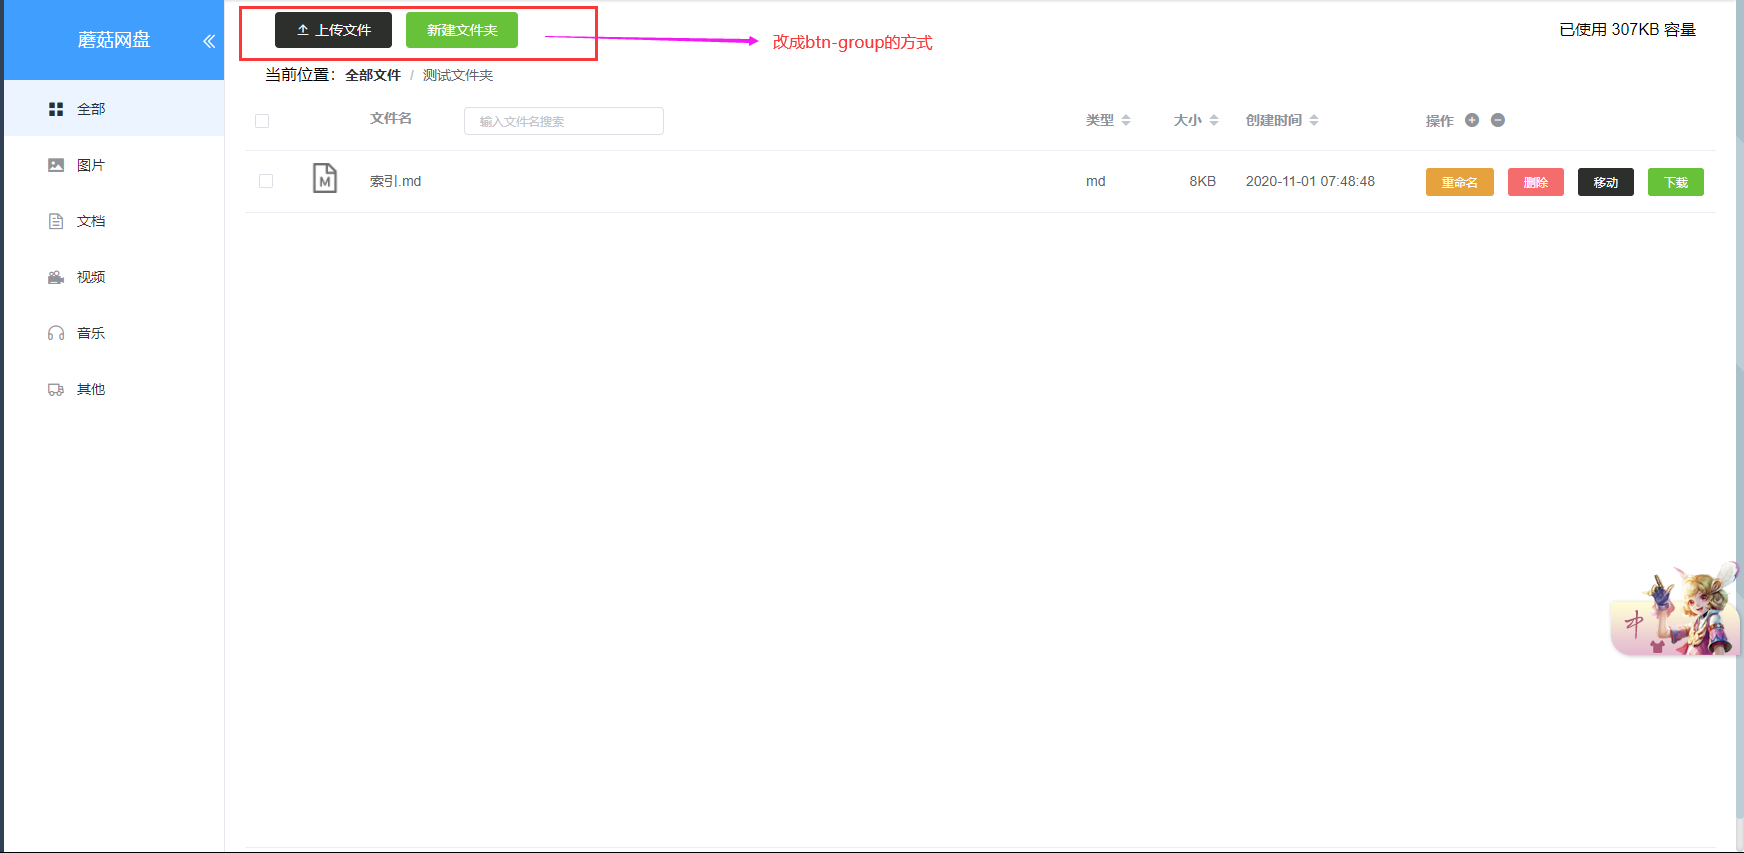 蘑菇网盘
上传文件
新建文件夹
改成btn-group的方式
已使用 307KB 容量
当前位置：全部文件 / 测试文件夹
全部
图片
文档
视频
音乐
其他
文件名 输入文件名搜索 类型 大小 创建时间 操作
M 索引.md md 8KB 2020-11-01 07:48:48 重命名 删除 移动 下载
中